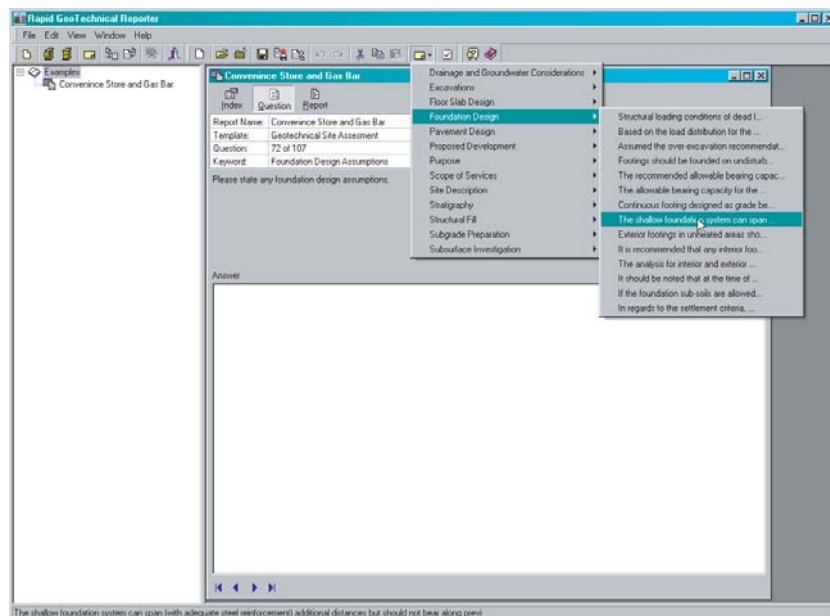 Rapid GeoTechnical Reporter
File Edit View Window Help
Examples
Convenince Store and Gas Bar
Convenince Store and Gas Bar
Index Question Report
Report Name: Convenince Store and Gas Bar
Template: Geotechnical Site Assesment
Question: 72 of 107
Keyword: Foundation Design Assumptions
Please state any foundation design assumptions.
Answer
Drainage and Groundwater Considerations
Excavations
Floor Slab Design
Foundation Design
Pavement Design
Proposed Development
Purpose
Scope of Services
Site Description
Stratigraphy
Structural Fill
Subgrade Preparation
Subsurface Investigation
Structural loading conditions of dead l...
Based on the load distribution for the ...
Assumed the over-excavation recommendat...
Footings should be founded on undisturb...
The recommended allowable bearing capac...
The allowable bearing capacity for the ...
Continuous footing designed as grade be...
The shallow foundation system can span ...
Exterior footings in unheated areas sho...
It is recommended that any interior foo...
The analysis for interior and exterior ...
It should be noted that at the time of ...
If the foundation sub-soils are allowed...
In regards to the settlement criteria, ...
The shallow foundation system can span (with adequate steel reinforcement) additional distances but should not bear along previ